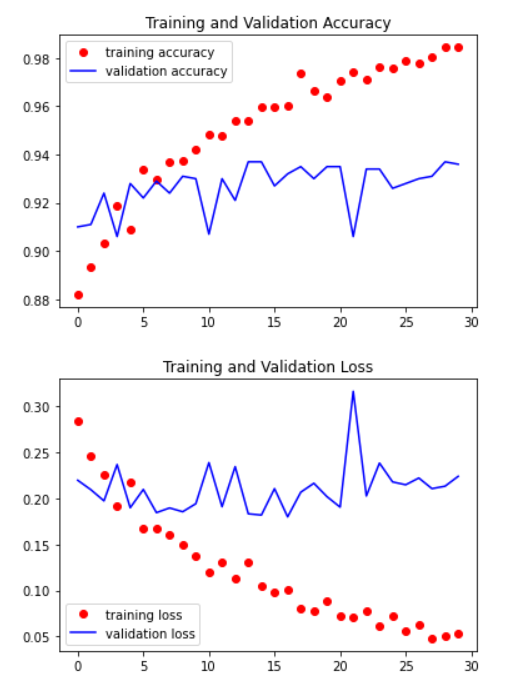 Training and Validation Accuracy
training accuracy
validation accuracy
0.98
0.96
0.94
0.92
0.90
0.88
0 5 10 15 20 25 30
Training and Validation Loss
0.30
0.25
0.20
0.15
0.10
0.05
training loss
validation loss
0 5 10 15 20 25 30